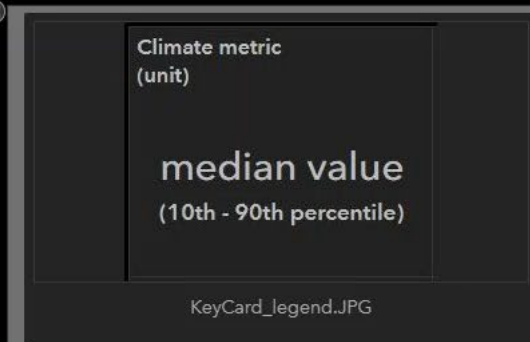 Climate metric
(unit)
median value
(10th - 90th percentile)
KeyCard_legend.JPG